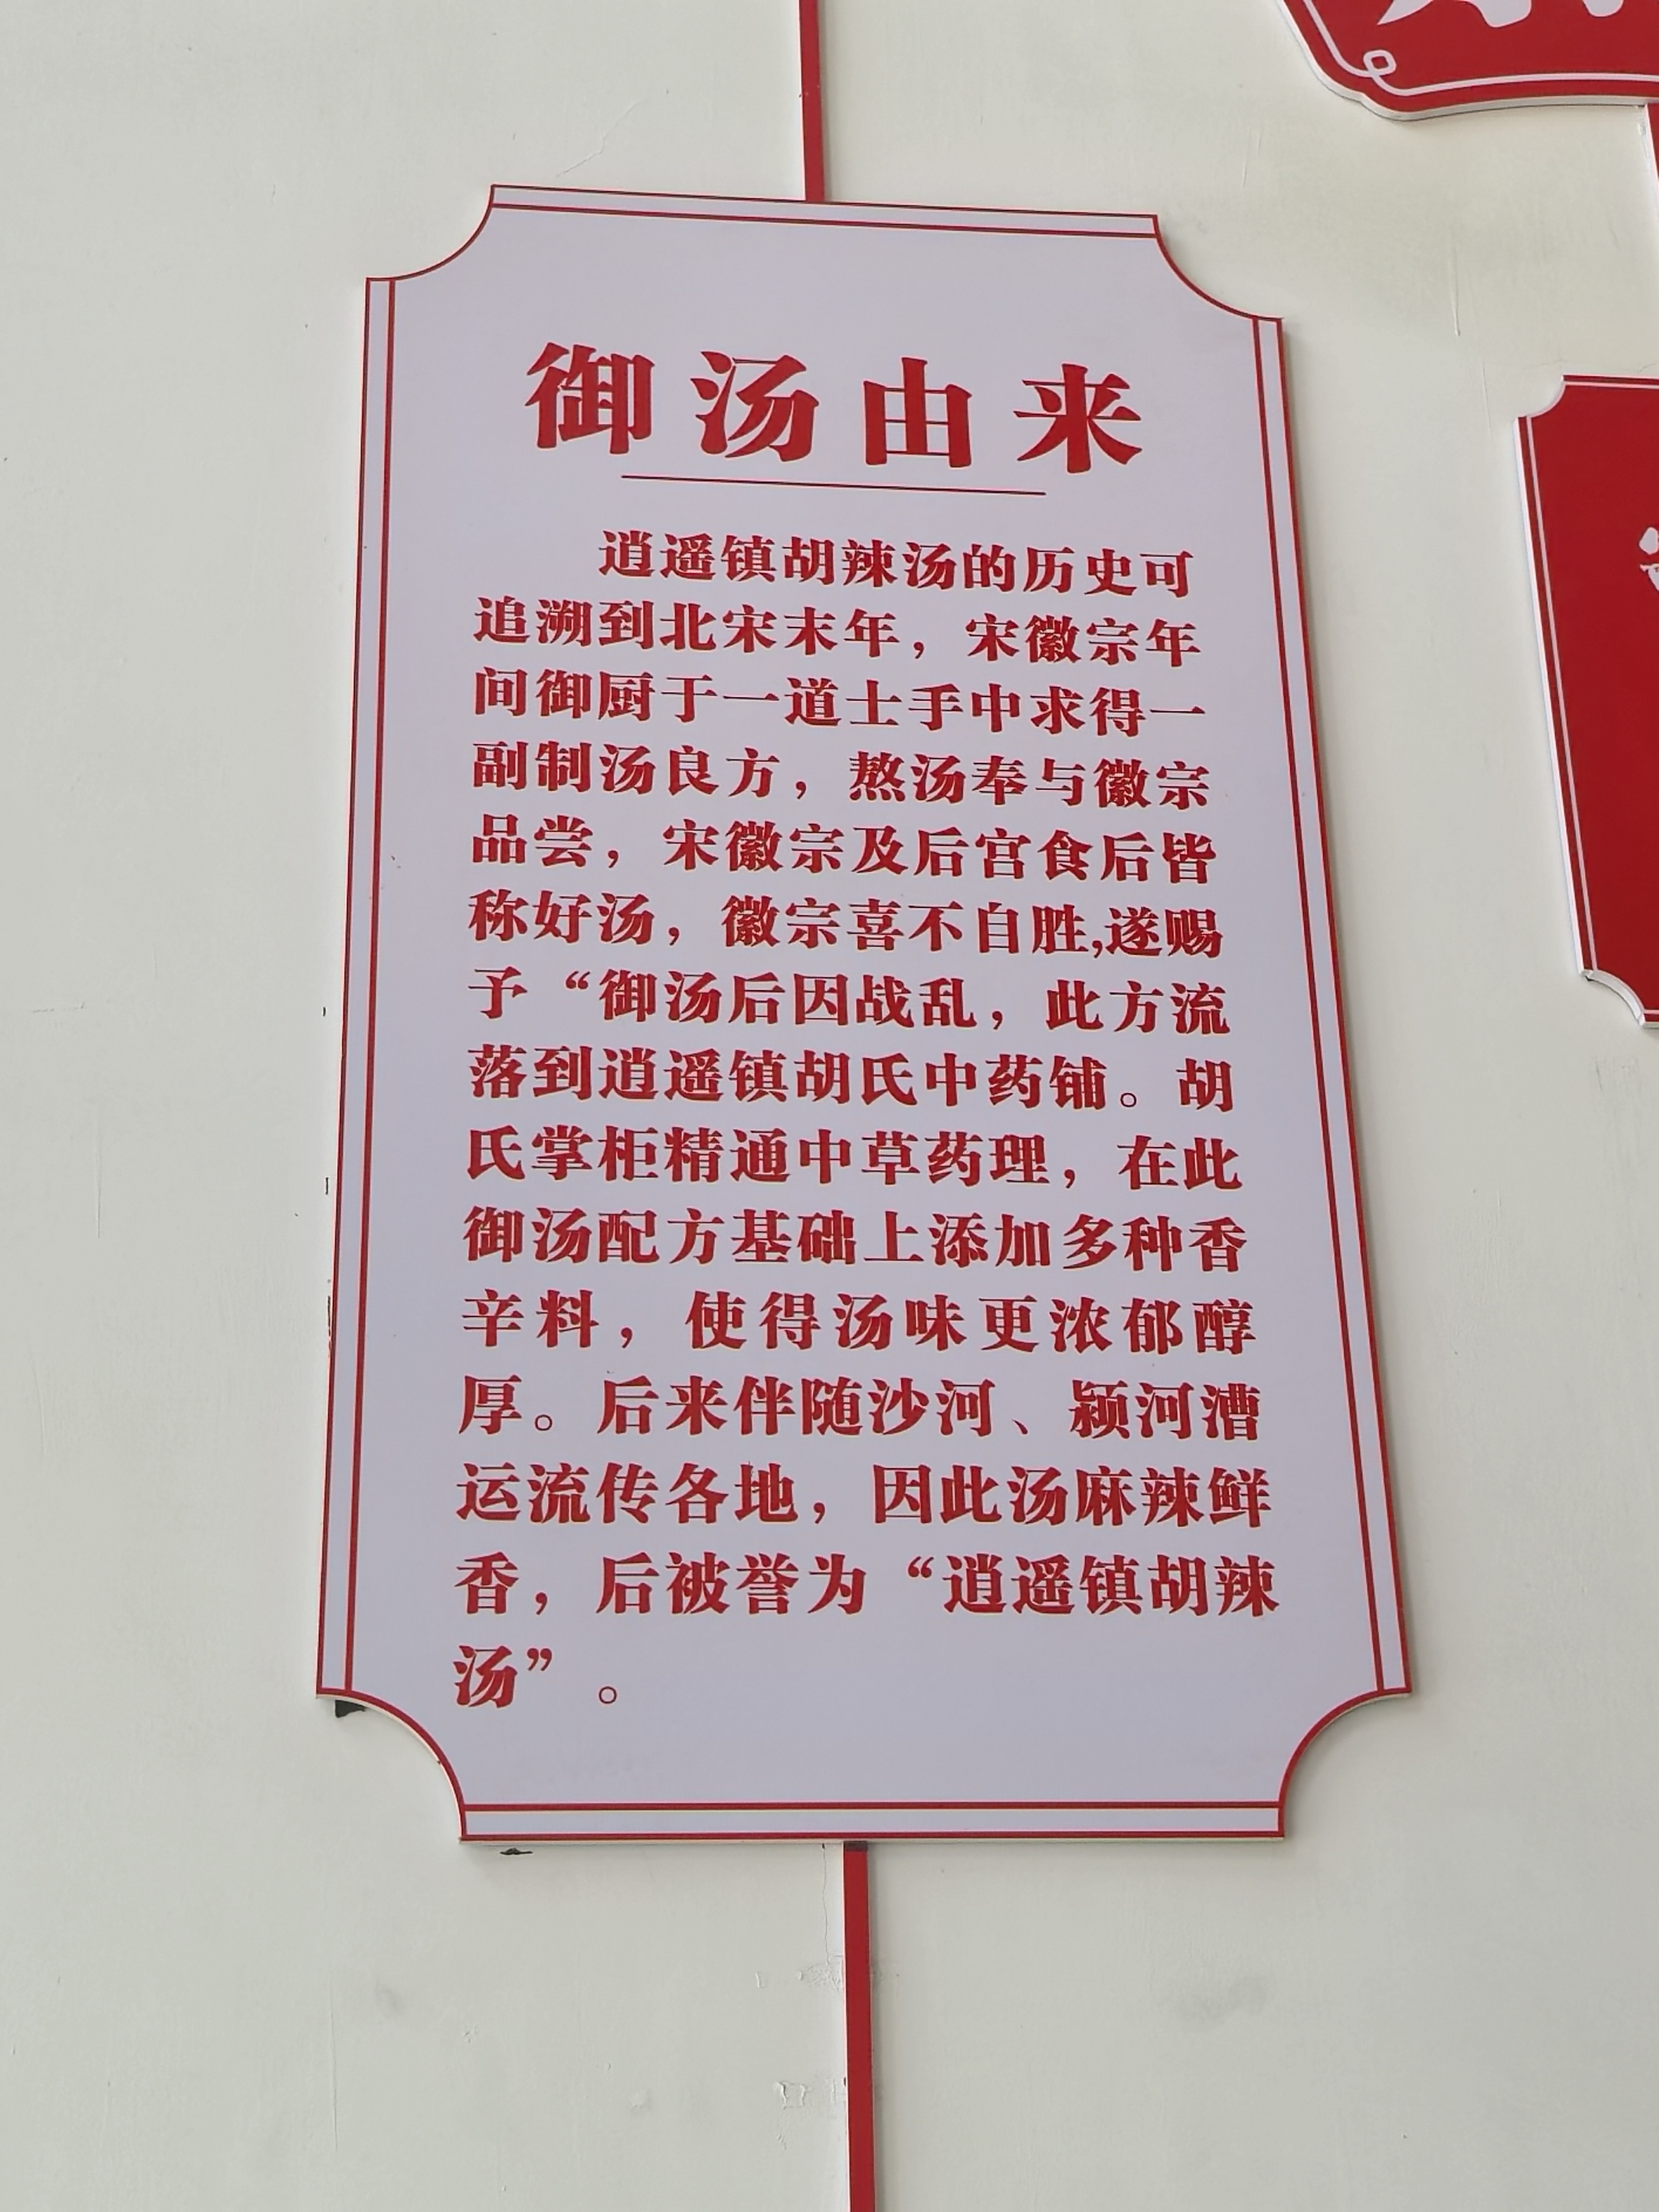 御汤由来
逍遥镇胡辣汤的历史可
追溯到北宋末年，宋徽宗年
间御厨于一道士手中求得一
副制汤良方，熬汤奉与徽宗
品尝，宋徽宗及后宫食后皆
称好汤，徽宗喜不自胜,遂赐
予“御汤后因战乱，此方流
落到逍遥镇胡氏中药铺。胡
氏掌柜精通中草药理，在此
御汤配方基础上添加多种香
辛料，使得汤味更浓郁醇
厚。后来伴随沙河、颍河漕
运流传各地，因此汤麻辣鲜
香，后被誉为“逍遥镇胡辣
汤”。